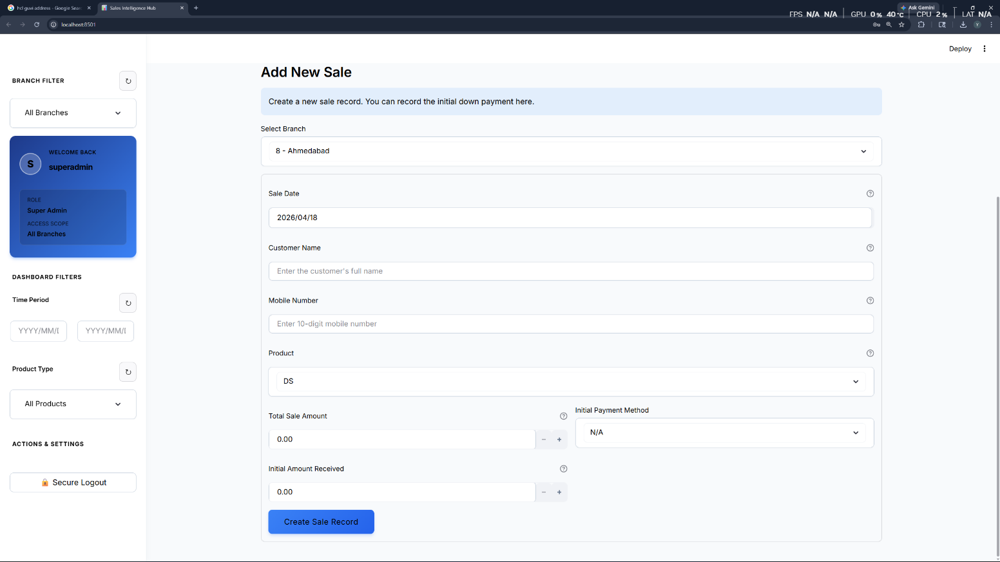 hcl guvi address - Google Sear
Sales Intelligence Hub
Ask Gemini
FPS N/A N/A GPU 0 % 40 °C CPU 2 % LAT N/A
localhost:8501
Y
Deploy
BRANCH FILTER
All Branches
S
WELCOME BACK
superadmin
ROLE
Super Admin
ACCESS SCOPE
All Branches
DASHBOARD FILTERS
Time Period
YYYY/MM/ YYYY/MM/
Product Type
All Products
ACTIONS & SETTINGS
Secure Logout
Add New Sale
Create a new sale record. You can record the initial down payment here.
Select Branch
8 - Ahmedabad
Sale Date
2026/04/18
Customer Name
Enter the customer's full name
Mobile Number
Enter 10-digit mobile number
Product
DS
Total Sale Amount
0.00
Initial Payment Method
N/A
Initial Amount Received
0.00
Create Sale Record